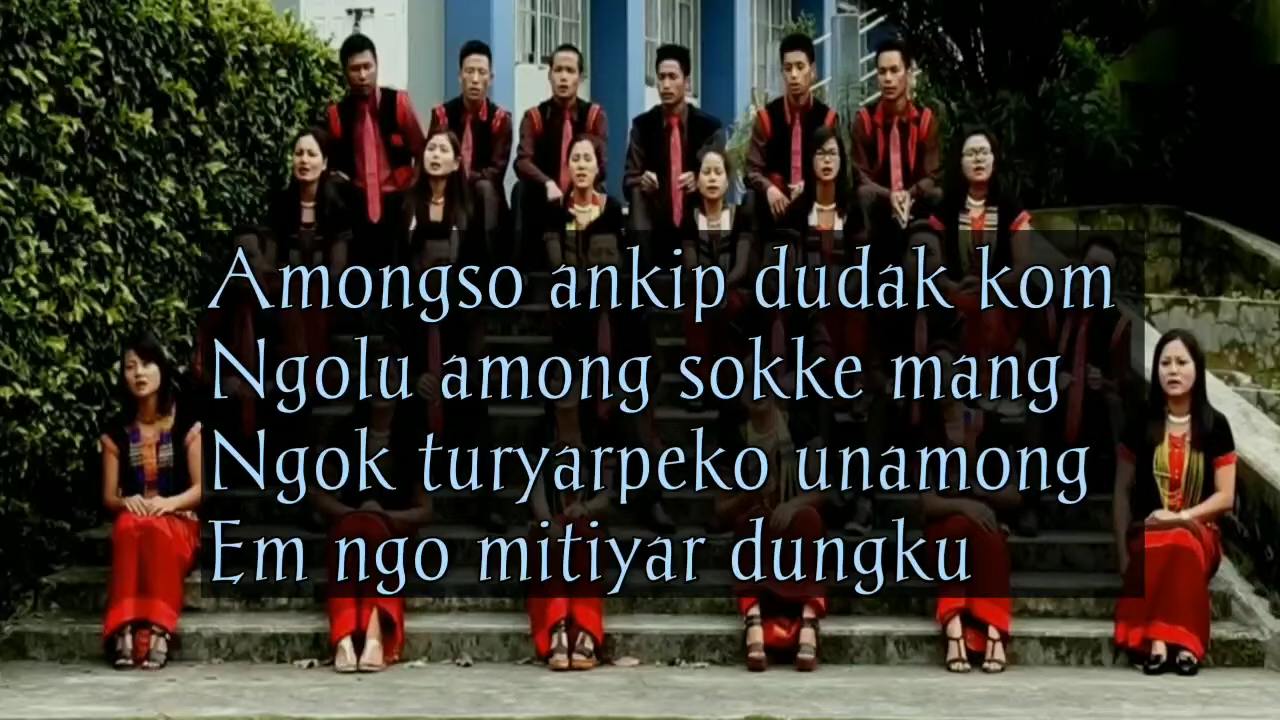 Amongso ankip dudak kom
Ngolu among sokke mang
Ngok turyarpeko unamong
Em ngo mitiyar dungku